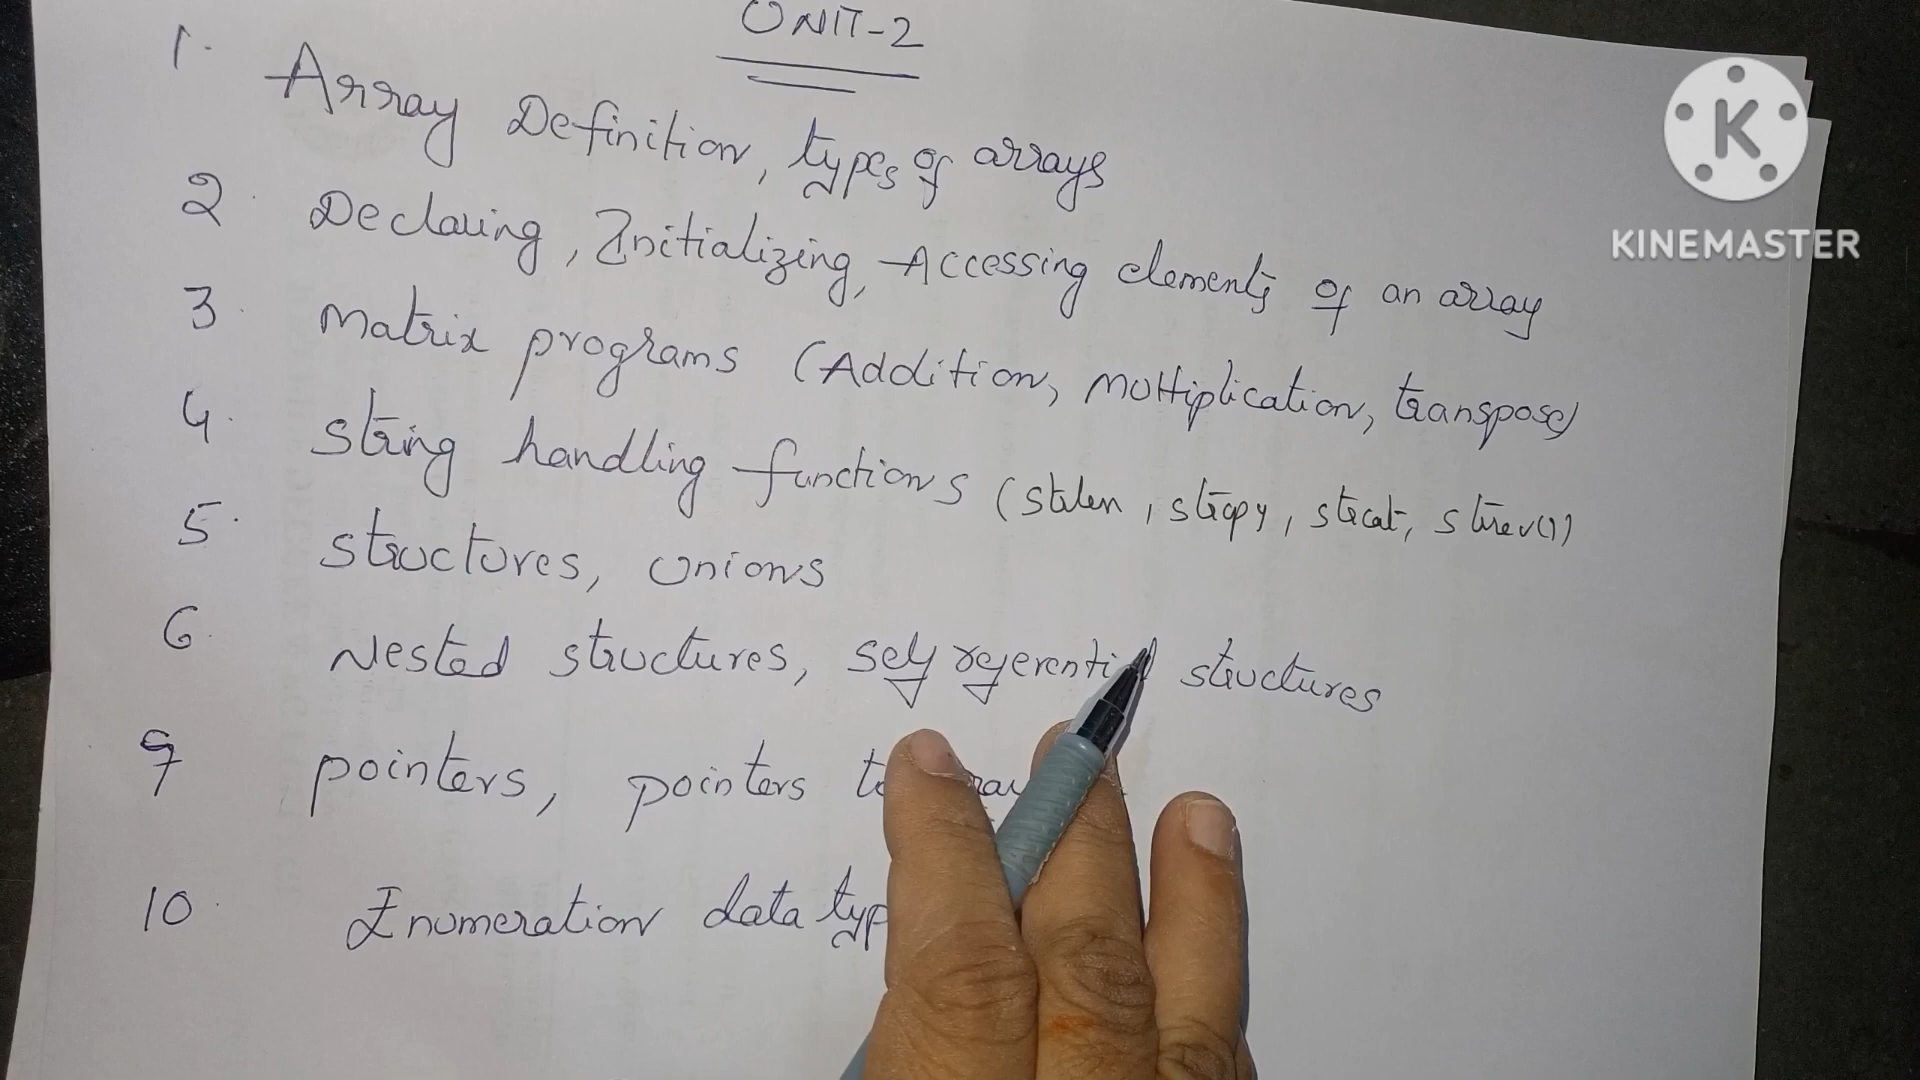 UNIT-2
1. Array Definition, types of arrays
2. Declaring, Initializing, Accessing elements of an array
3. Matrix programs (Addition, multiplication, transpose)
4. String handling functions (strlen, strcpy, strcat, strrev())
5. structures, unions
6. Nested structures, self referential structures
9 pointers, pointers
10. Enumeration data
K
KINEMASTER